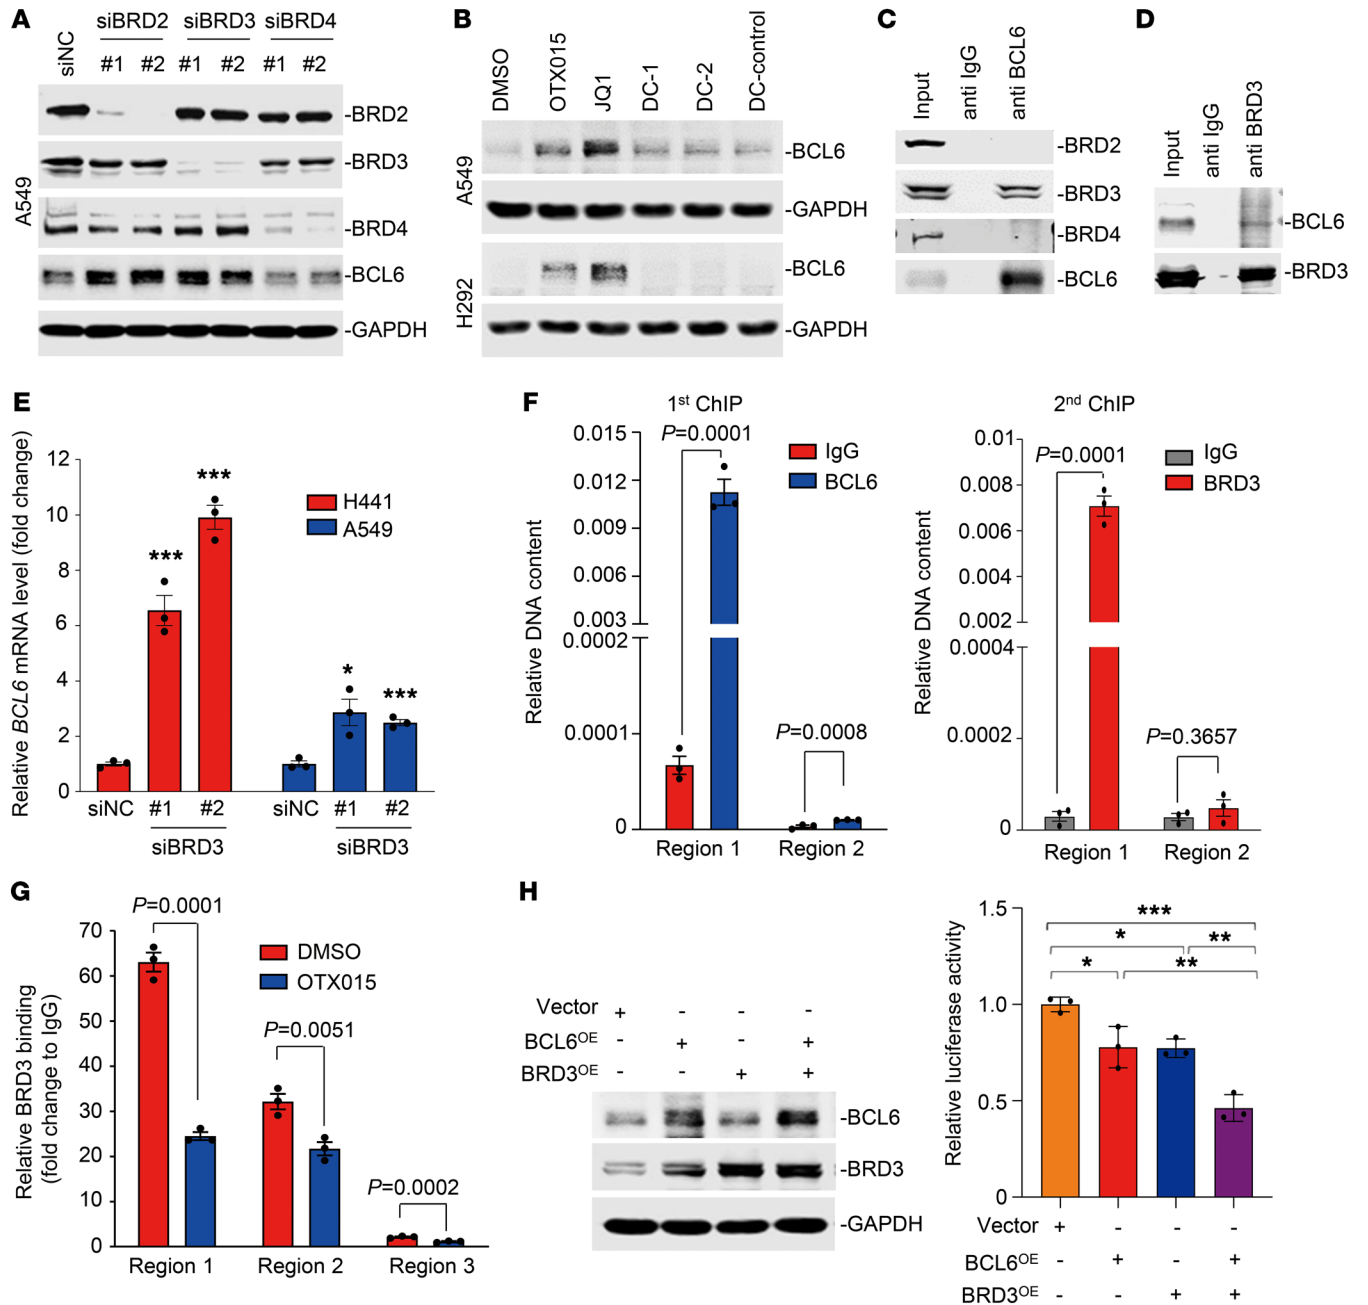 A
siBRD2 siBRD3 siBRD4
siNC #1 #2 #1 #2 #1 #2
A549
-BRD2
-BRD3
-BRD4
-BCL6
-GAPDH
B
DMSO OTX015 JQ1 DC-1 DC-2 DC-control
A549
-BCL6
-GAPDH
H292
-BCL6
-GAPDH
C
Input anti IgG anti BCL6
-BRD2
-BRD3
-BRD4
-BCL6
D
Input anti IgG anti BRD3
-BCL6
-BRD3
E
Relative BCL6 mRNA level (fold change)
12
10
8
6
4
2
0
*** *** * ***
H441
A549
siNC #1 #2 siNC #1 #2
siBRD3 siBRD3
F
1st ChIP
Relative DNA content
0.015
0.012
0.009
0.006
0.003
0.0002
0.0001
0
P=0.0001
P=0.0008
IgG
BCL6
Region 1 Region 2
2nd ChIP
Relative DNA content
0.01
0.008
0.006
0.004
0.002
0.0004
0.0002
0
P=0.0001
P=0.3657
IgG
BRD3
Region 1 Region 2
G
Relative BRD3 binding
(fold change to IgG)
70
60
50
40
30
20
10
0
P=0.0001
P=0.0051
P=0.0002
DMSO
OTX015
Region 1 Region 2 Region 3
H
Vector + - - -
BCL6OE - + - +
BRD3OE - - + +
-BCL6
-BRD3
-GAPDH
Relative luciferase activity
1.5
1.0
0.5
0
***
* **
* **
Vector + - - -
BCL6OE - + - +
BRD3OE - - + +